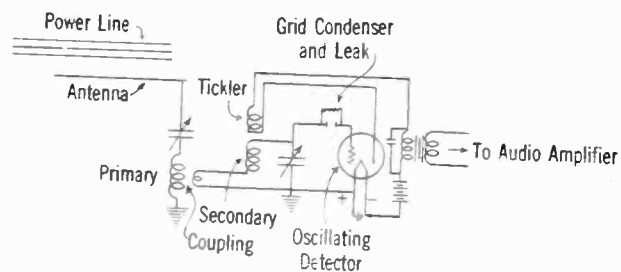 Power Line
Antenna
Primary
Tickler
Secondary
Coupling
Grid Condenser
and Leak
Oscillating
Detector
+
-
To Audio Amplifier